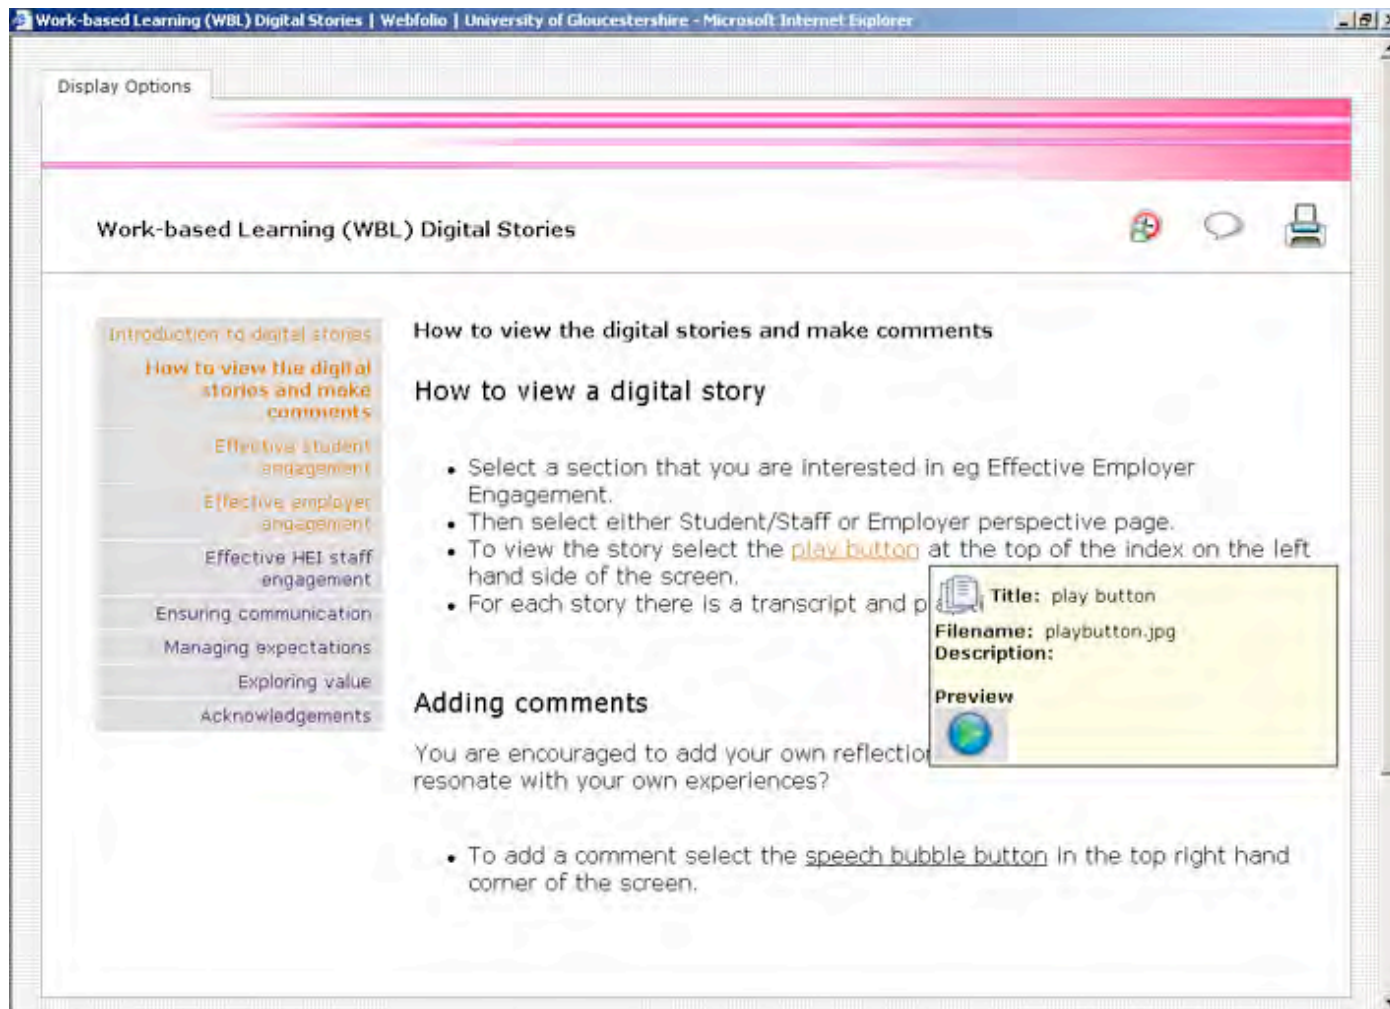 Work-based Learning (WBL) Digital Stories | Webfolio | University of Gloucestershire - Microsoft Internet Explorer
Display Options
Work-based Learning (WBL) Digital Stories
Introduction to digital stories
How to view the digital
stories and make
comments
Effective student
engagement
Effective employer
engagement
Effective HEI staff
engagement
Ensuring communication
Managing expectations
Exploring value
Acknowledgements
How to view the digital stories and make comments
How to view a digital story
• Select a section that you are interested in eg Effective Employer
Engagement.
• Then select either Student/Staff or Employer perspective page.
• To view the story select the play button at the top of the index on the left
hand side of the screen.
• For each story there is a transcript and
Title: play button
Filename: playbutton.jpg
Description:
Preview
Adding comments
You are encouraged to add your own reflection
resonate with your own experiences?
• To add a comment select the speech bubble button in the top right hand
corner of the screen.